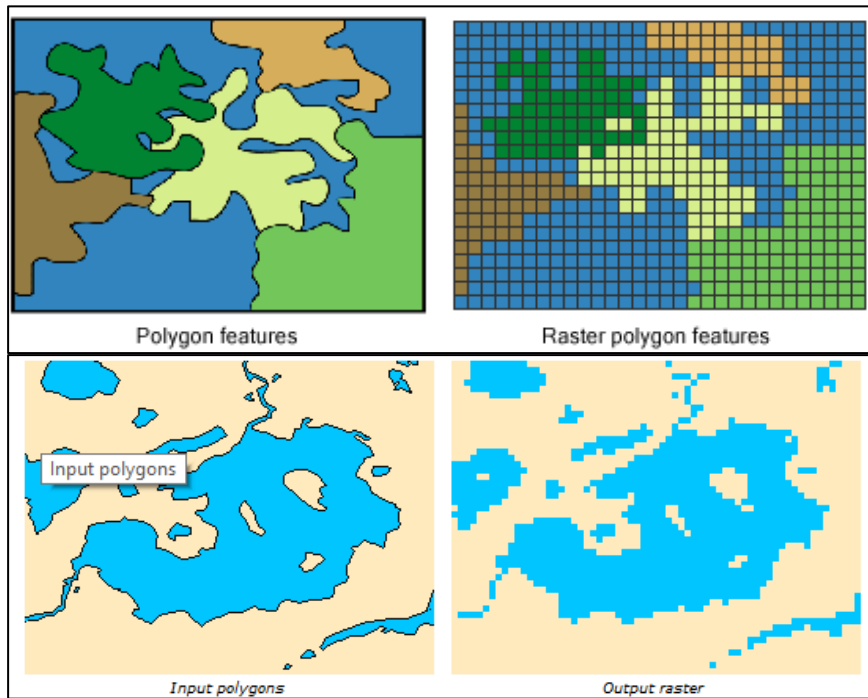 Polygon features
Raster polygon features
Input polygons
Input polygons
Output raster